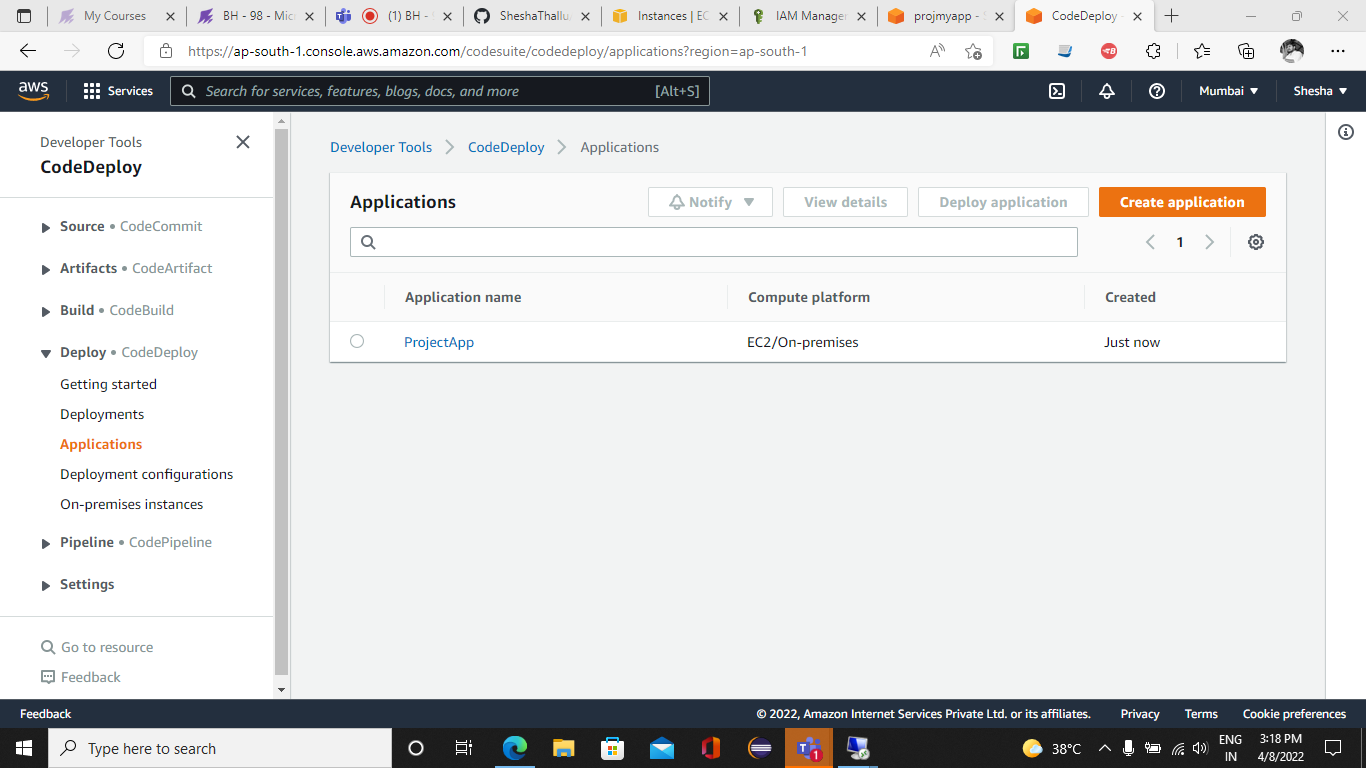 My Courses
BH - 98 - Micr
(1) BH -
SheshaThallu
Instances | EC
IAM Manager
projmyapp -
CodeDeploy -
https://ap-south-1.console.aws.amazon.com/codesuite/codedeploy/applications?region=ap-south-1
aws
Services
Search for services, features, blogs, docs, and more [Alt+S]
Mumbai
Shesha
Developer Tools
CodeDeploy
Source • CodeCommit
Artifacts • CodeArtifact
Build • CodeBuild
Deploy • CodeDeploy
Getting started
Deployments
Applications
Deployment configurations
On-premises instances
Pipeline • CodePipeline
Settings
Go to resource
Feedback
Developer Tools > CodeDeploy > Applications
Applications
Notify
View details
Deploy application
Create application
1
Application name Compute platform Created
ProjectApp EC2/On-premises Just now
Feedback
© 2022, Amazon Internet Services Private Ltd. or its affiliates. Privacy Terms Cookie preferences
Type here to search
1
38°C
ENG
IN
3:18 PM
4/8/2022